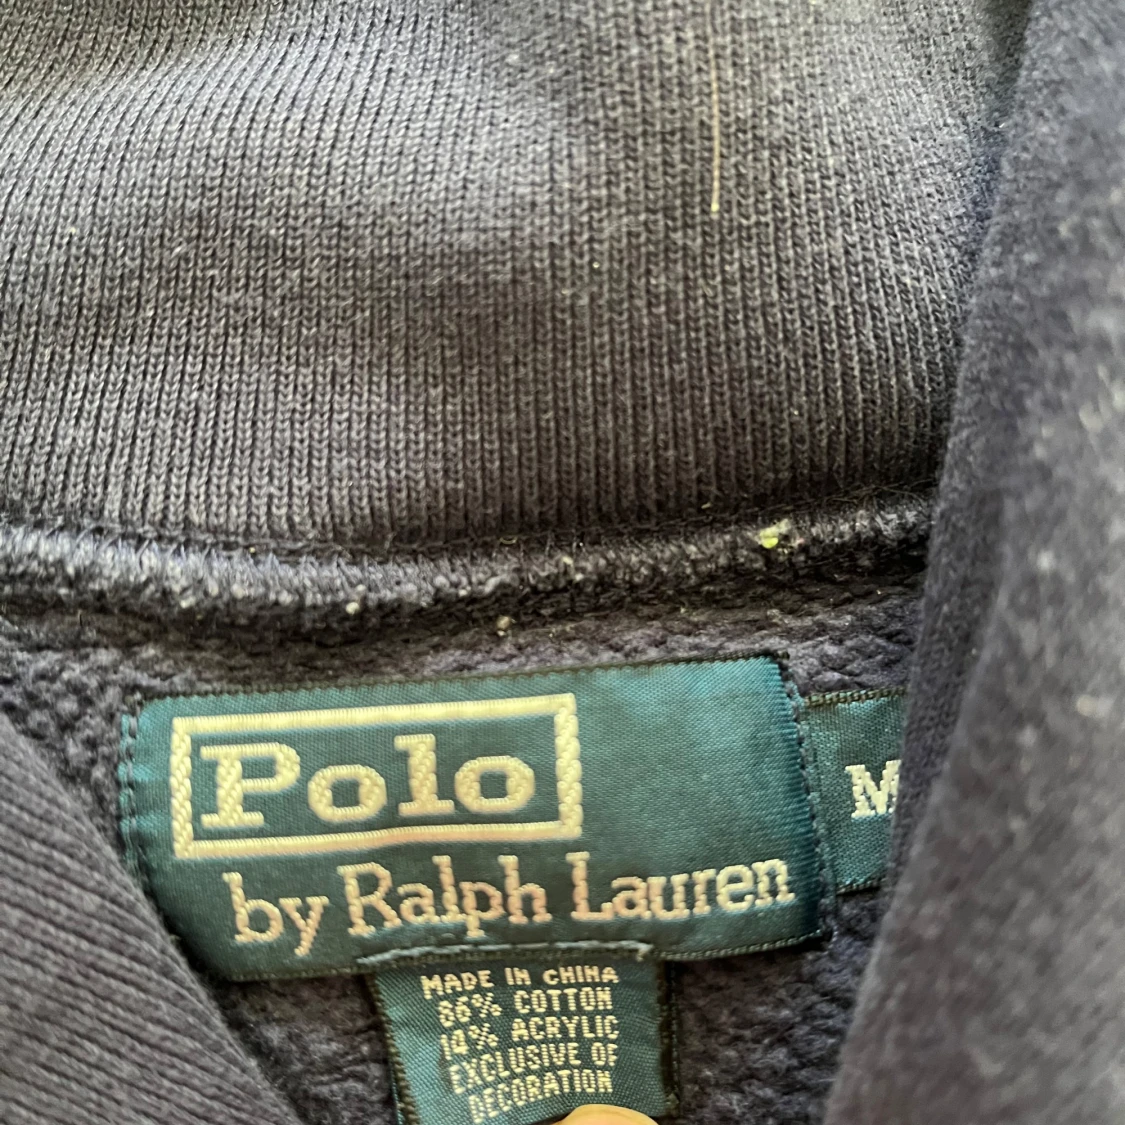 Polo
by Ralph Lauren
M
MADE IN CHINA
86% COTTON
14% ACRYLIC
EXCLUSIVE OF
DECORATION